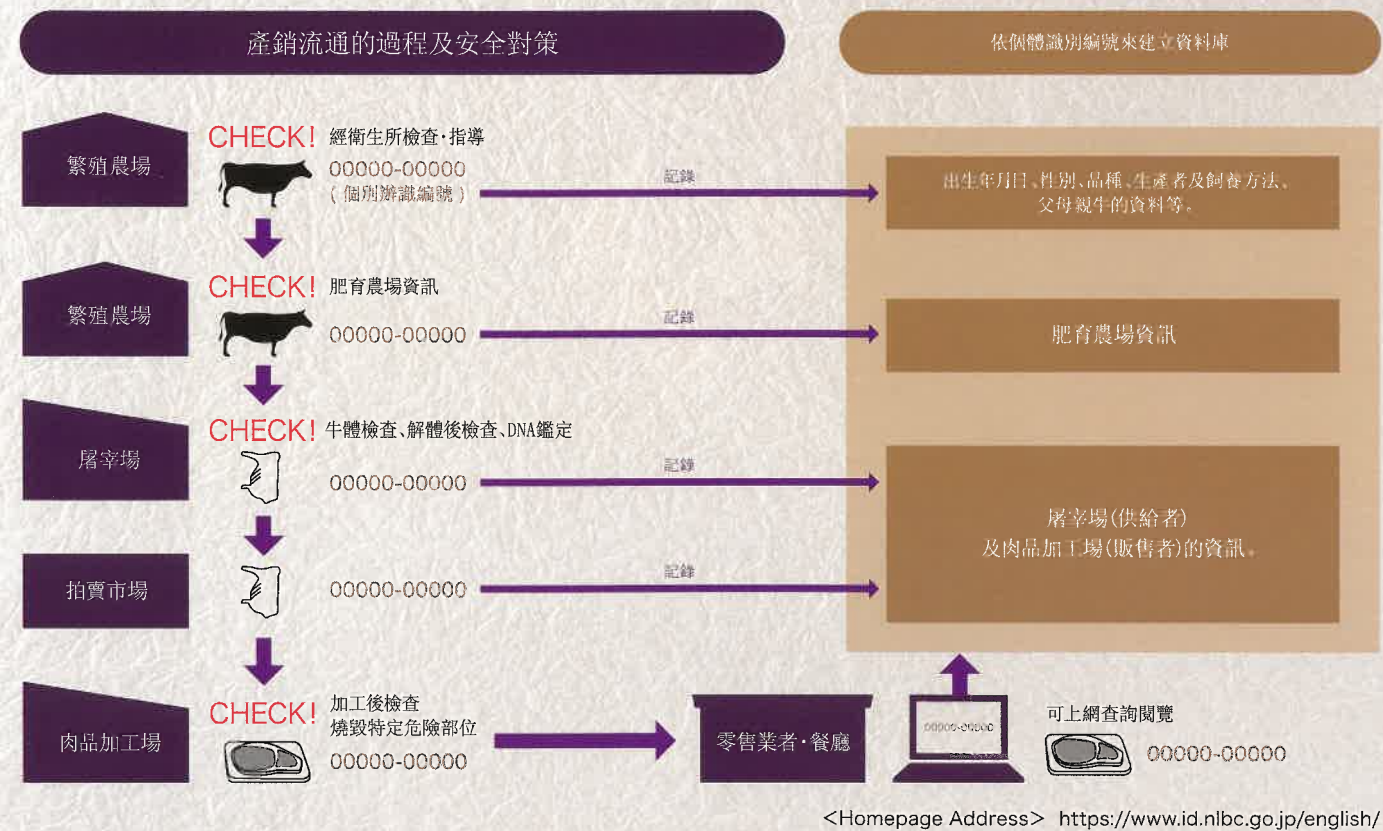 產銷流通的過程及安全對策
依個體識別編號來建立資料庫
繁殖農場
CHECK! 經衛生所檢查·指導
00000-00000
(個別辨識編號)
記錄
出生年月日、性別、品種、生產者及飼養方法、
父母親牛的資料等。
繁殖農場
CHECK! 肥育農場資訊
00000-00000
記錄
肥育農場資訊
屠宰場
CHECK! 牛體檢查、解體後檢查、DNA鑑定
00000-00000
記錄
屠宰場(供給者)
及肉品加工場(販售者)的資訊。
拍賣市場
00000-00000
記錄
肉品加工場
CHECK! 加工後檢查
燒毀特定危險部位
00000-00000
零售業者·餐廳
00000-00000
可上網查詢閱覽
00000-00000
<Homepage Address> https://www.id.nlbc.go.jp/english/